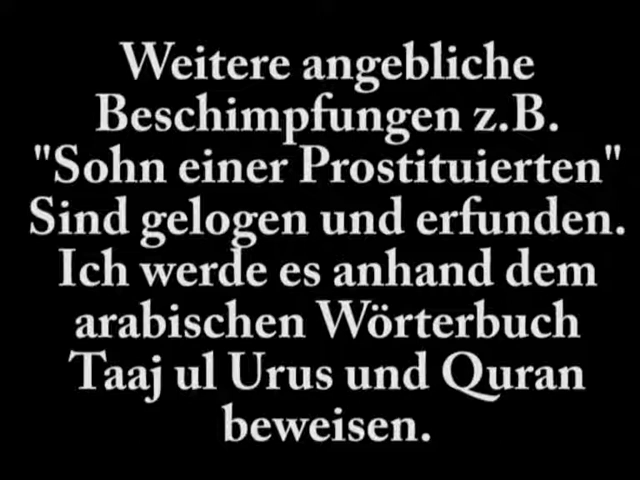 Weitere angebliche
Beschimpfungen z.B.
"Sohn einer Prostituierten"
Sind gelogen und erfunden.
Ich werde es anhand dem
arabischen Wörterbuch
Taaj ul Urus und Quran
beweisen.